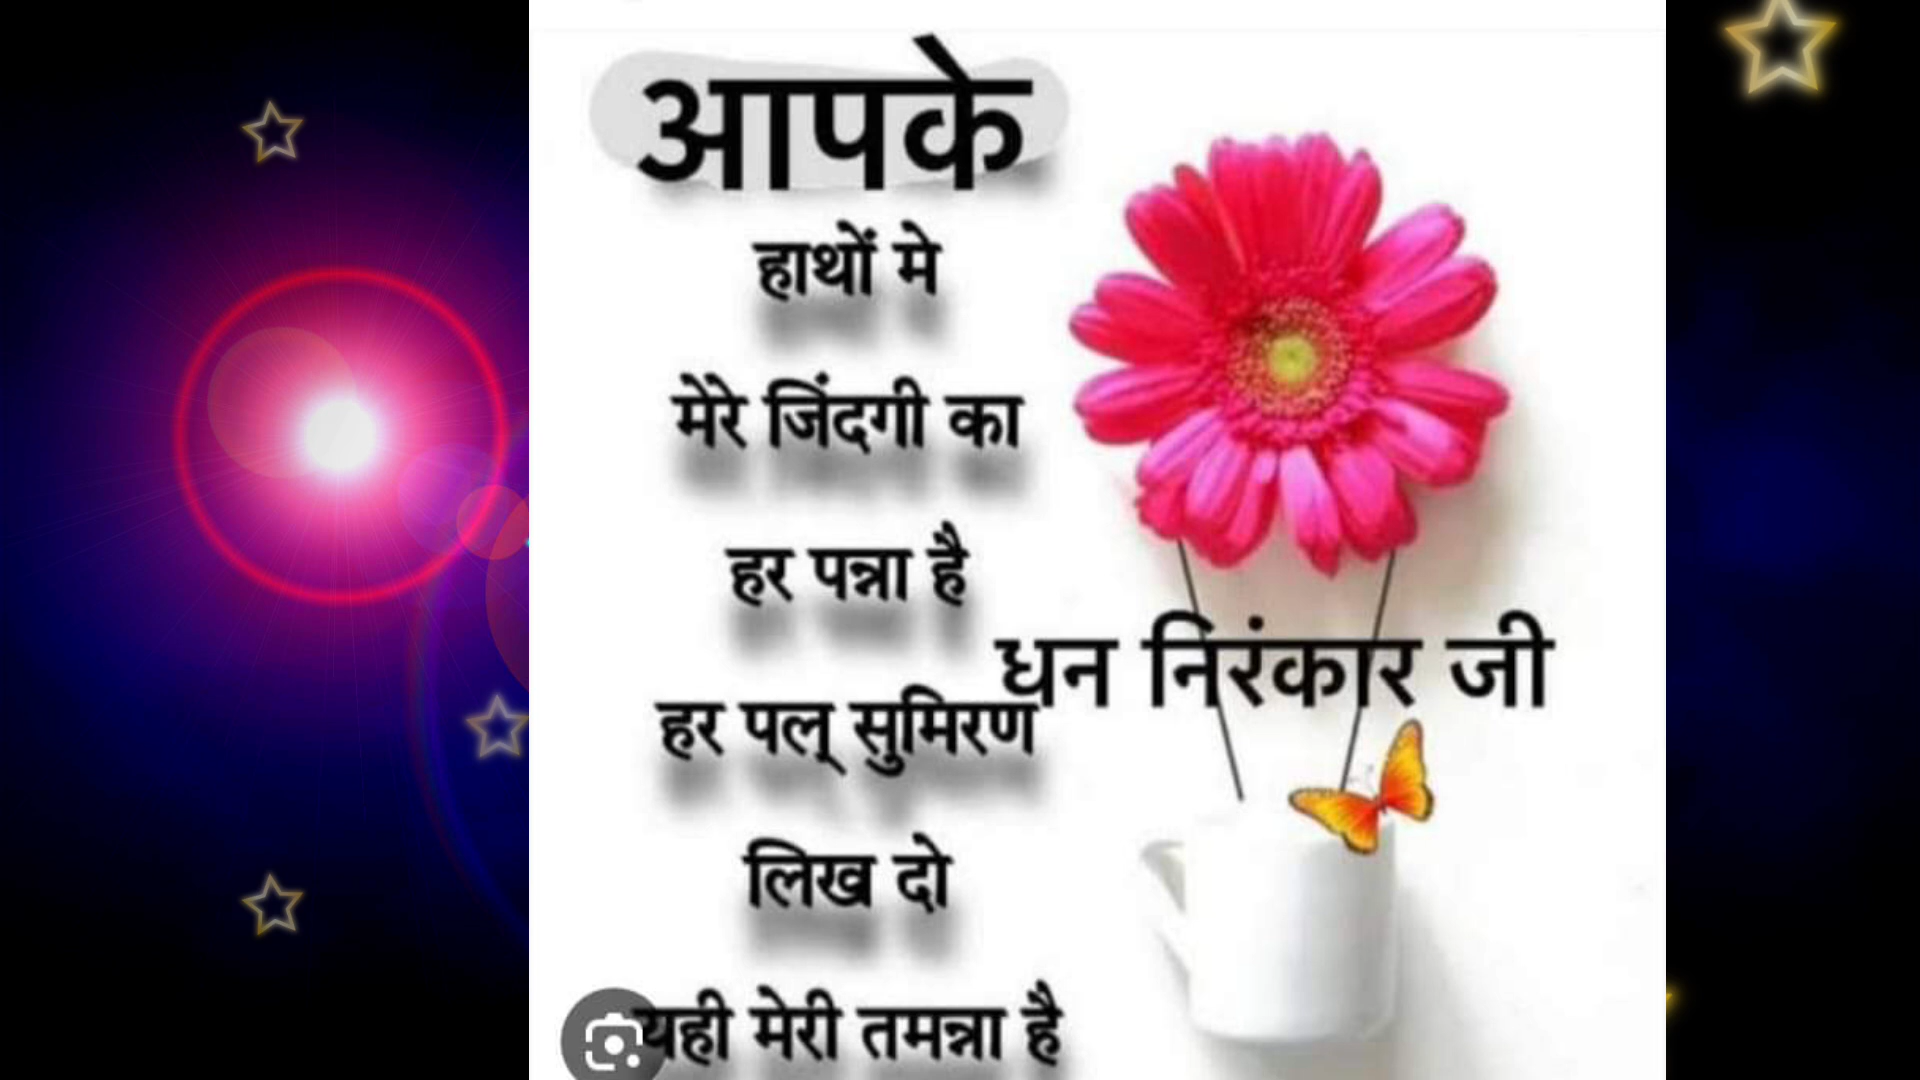 आपके
हाथों मे
मेरे जिंदगी का
हर पन्ना है
धन निरंकार जी
हर पल् सुमिरण
लिख दो
यही मेरी तमन्ना है